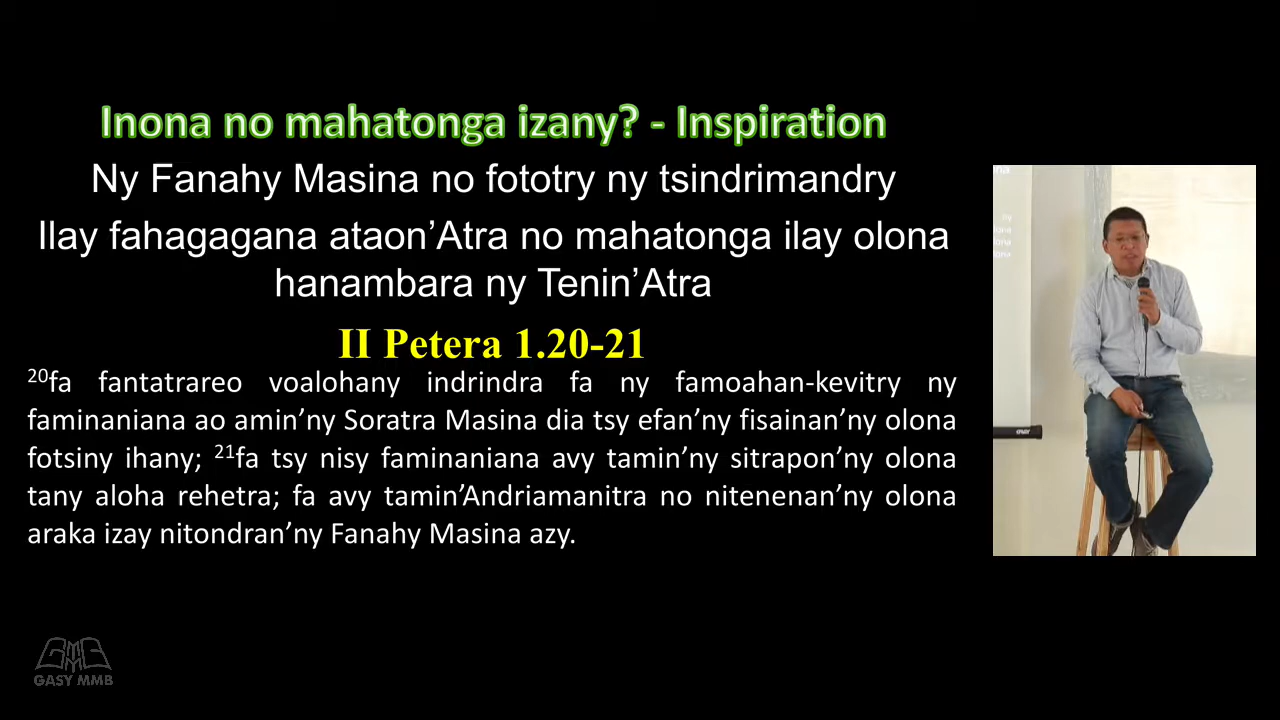 Inona no mahatonga izany? - Inspiration
Ny Fanahy Masina no fototry ny tsindrimandry
Ilay fahagagana ataon’Atra no mahatonga ilay olona
hanambara ny Tenin’Atra
II Petera 1.20-21
20fa fantatrareo voalohany indrindra fa ny famoahan-kevitry ny
faminaniana ao amin’ny Soratra Masina dia tsy efan’ny fisainan’ny olona
fotsiny ihany; 21fa tsy nisy faminaniana avy tamin’ny sitrapon’ny olona
tany aloha rehetra; fa avy tamin’Andriamanitra no nitenenan’ny olona
araka izay nitondran’ny Fanahy Masina azy.
GASY MMB